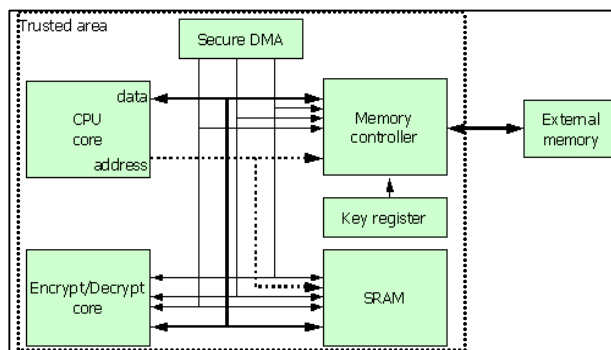 Trusted area
Secure DMA
data
CPU
core
address
Memory
controller
External
memory
Key register
Encrypt/Decrypt
core
SRAM